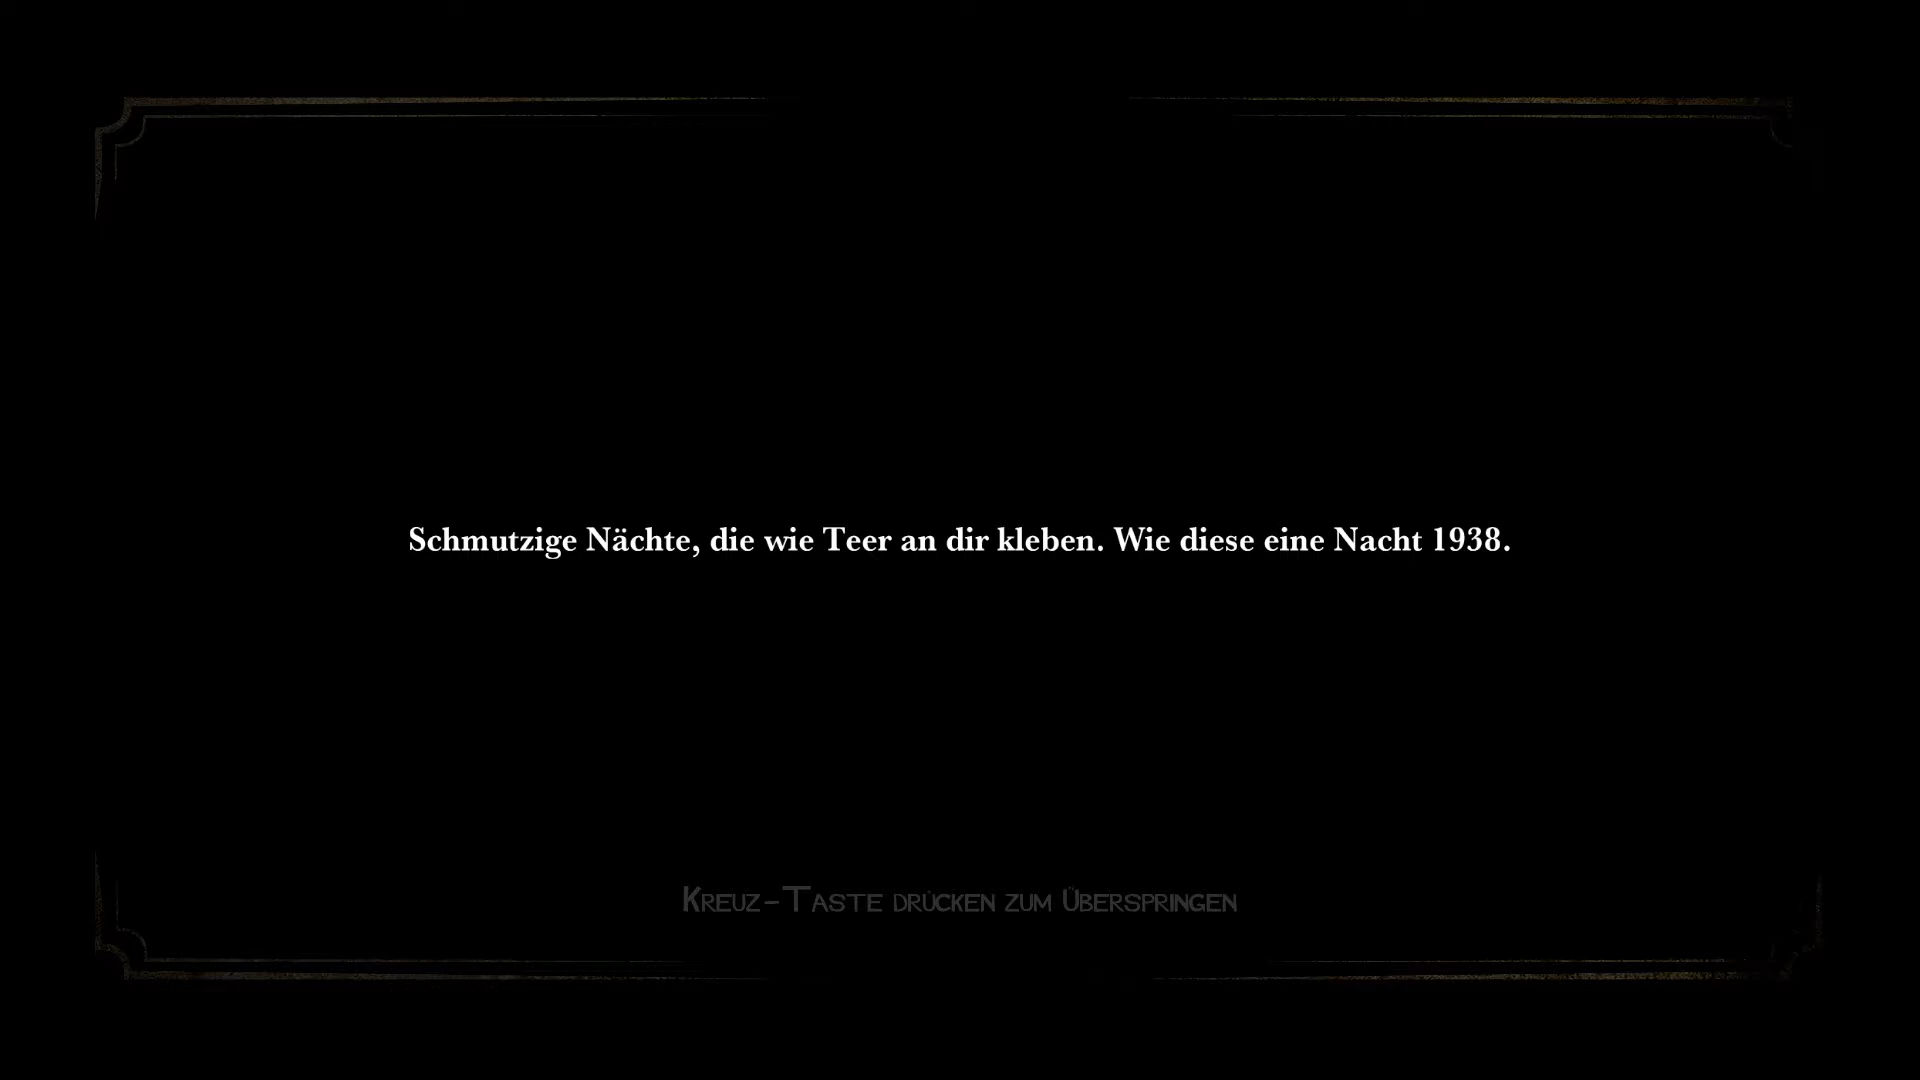 Schmutzige Nächte, die wie Teer an dir kleben. Wie diese eine Nacht 1938.
Kreuz-Taste drücken zum Überspringen